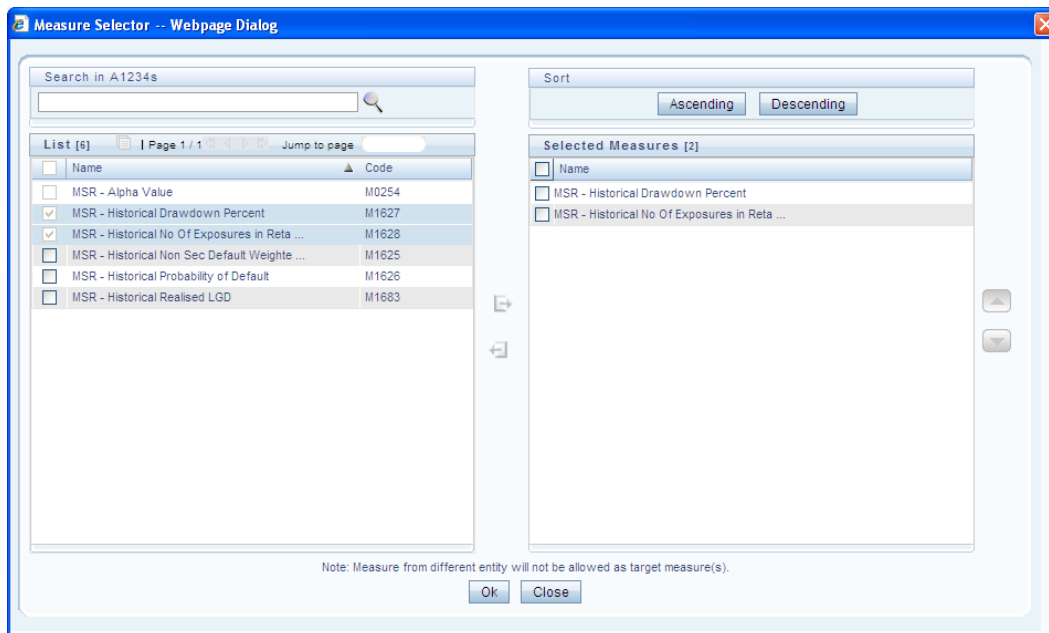 Measure Selector -- Webpage Dialog
Search in A1234s
Sort
Ascending Descending
List [6] | Page 1 / 1 Jump to page
Name Code
MSR - Alpha Value M0254
MSR - Historical Drawdown Percent M1627
MSR - Historical No Of Exposures in Reta ... M1628
MSR - Historical Non Sec Default Weighte ... M1625
MSR - Historical Probability of Default M1626
MSR - Historical Realised LGD M1683
Selected Measures [2]
Name
MSR - Historical Drawdown Percent
MSR - Historical No Of Exposures in Reta ...
Note: Measure from different entity will not be allowed as target measure(s).
Ok Close